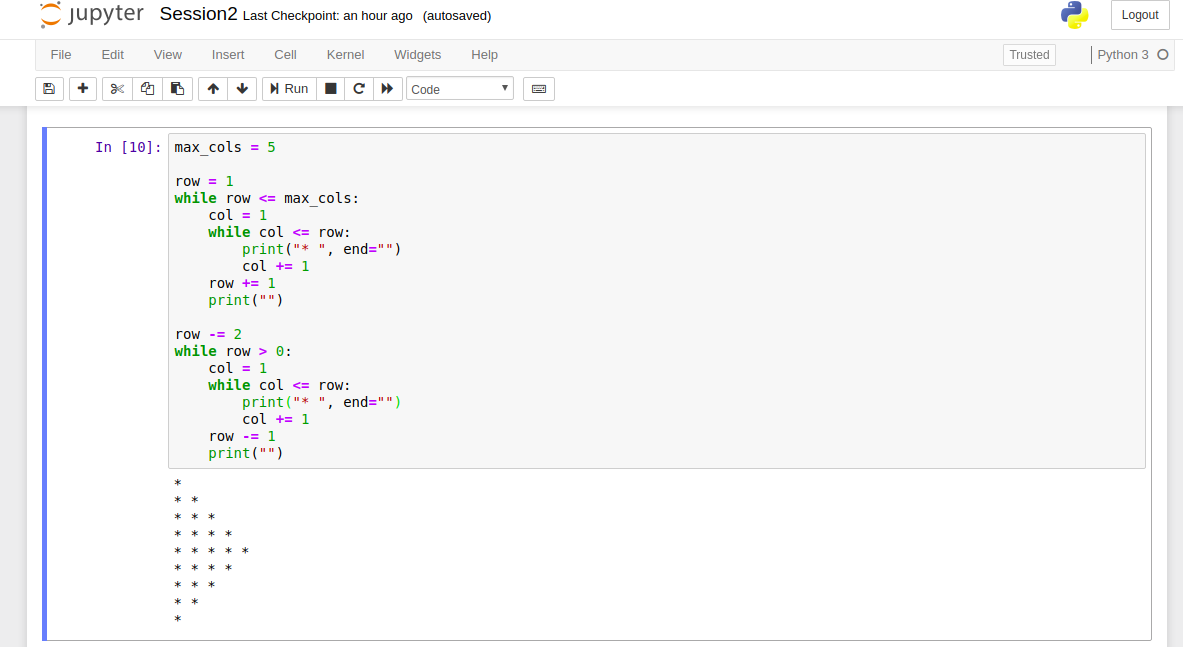 jupyter Session2 Last Checkpoint: an hour ago (autosaved) Logout
File Edit View Insert Cell Kernel Widgets Help Trusted Python 3
Run Code
In [10]: max_cols = 5

row = 1
while row <= max_cols:
    col = 1
    while col <= row:
        print("* ", end="")
        col += 1
    row += 1
    print("")

row -= 2
while row > 0:
    col = 1
    while col <= row:
        print("* ", end="")
        col += 1
    row -= 1
    print("")
*
* *
* * *
* * * *
* * * * *
* * * *
* * *
* *
*